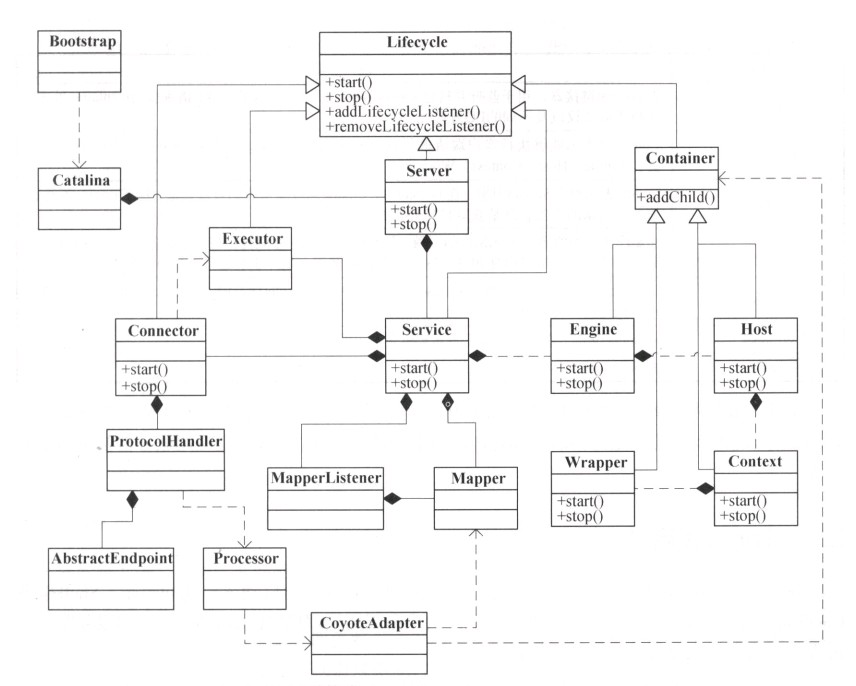 Bootstrap
Lifecycle
+start()
+stop()
+addLifecycleListener()
+removeLifecycleListener()
Catalina
Server
+start()
+stop()
Container
+addChild()
Executor
Connector
+start()
+stop()
Service
+start()
+stop()
Engine
+start()
+stop()
Host
+start()
+stop()
ProtocolHandler
MapperListener
Mapper
Wrapper
+start()
+stop()
Context
+start()
+stop()
AbstractEndpoint
Processor
CoyoteAdapter